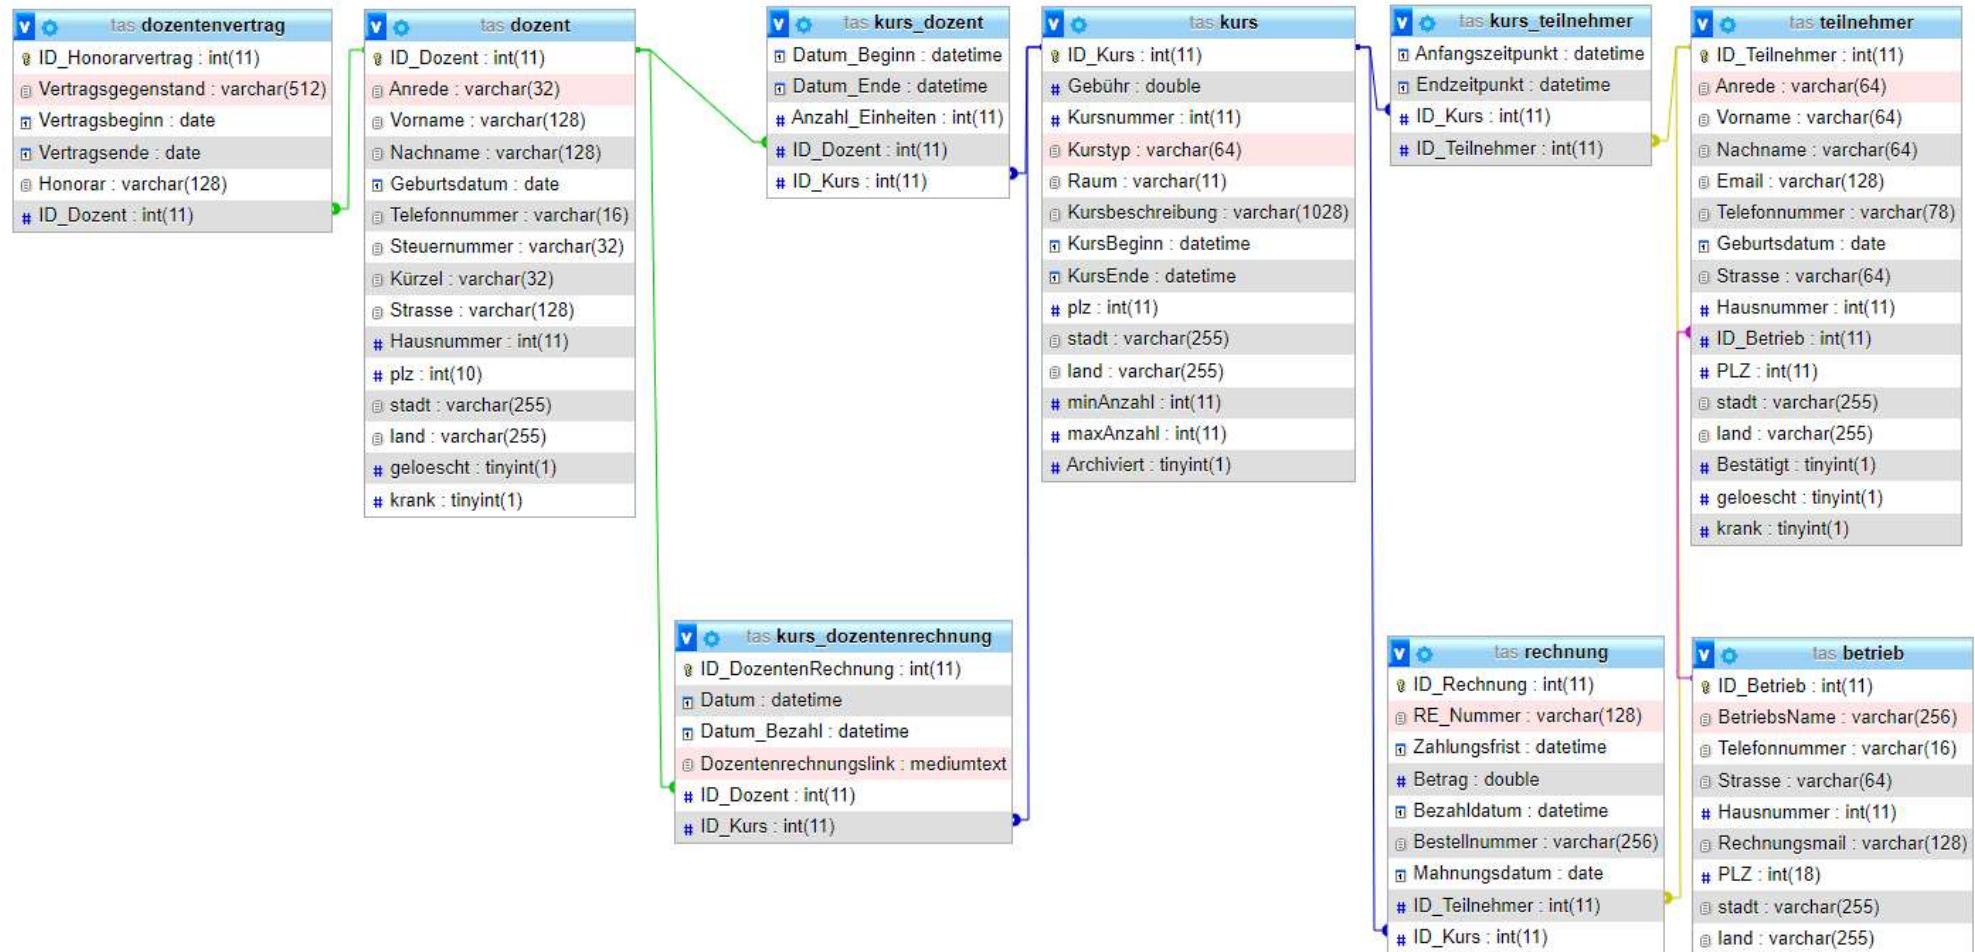 tas dozentenvertrag
ID_Honorarvertrag : int(11)
Vertragsgegenstand : varchar(512)
Vertragsbeginn : date
Vertragsende : date
Honorar : varchar(128)
ID_Dozent : int(11)
tas dozent
ID_Dozent : int(11)
Anrede : varchar(32)
Vorname : varchar(128)
Nachname : varchar(128)
Geburtsdatum : date
Telefonnummer : varchar(16)
Steuernummer : varchar(32)
Kürzel : varchar(32)
Strasse : varchar(128)
Hausnummer : int(11)
plz : int(10)
stadt : varchar(255)
land : varchar(255)
geloescht : tinyint(1)
krank : tinyint(1)
tas kurs_dozent
Datum_Beginn : datetime
Datum_Ende : datetime
Anzahl_Einheiten : int(11)
ID_Dozent : int(11)
ID_Kurs : int(11)
tas kurs
ID_Kurs : int(11)
Gebühr : double
Kursnummer : int(11)
Kurstyp : varchar(64)
Raum : varchar(11)
Kursbeschreibung : varchar(1028)
KursBeginn : datetime
KursEnde : datetime
plz : int(11)
stadt : varchar(255)
land : varchar(255)
minAnzahl : int(11)
maxAnzahl : int(11)
Archiviert : tinyint(1)
tas kurs_teilnehmer
Anfangszeitpunkt : datetime
Endzeitpunkt : datetime
ID_Kurs : int(11)
ID_Teilnehmer : int(11)
tas teilnehmer
ID_Teilnehmer : int(11)
Anrede : varchar(64)
Vorname : varchar(64)
Nachname : varchar(64)
Email : varchar(128)
Telefonnummer : varchar(78)
Geburtsdatum : date
Strasse : varchar(64)
Hausnummer : int(11)
ID_Betrieb : int(11)
PLZ : int(11)
stadt : varchar(255)
land : varchar(255)
Bestätigt : tinyint(1)
geloescht : tinyint(1)
krank : tinyint(1)
tas kurs_dozentenrechnung
ID_DozentenRechnung : int(11)
Datum : datetime
Datum_Bezahl : datetime
Dozentenrechnungslink : mediumtext
ID_Dozent : int(11)
ID_Kurs : int(11)
tas rechnung
ID_Rechnung : int(11)
RE_Nummer : varchar(128)
Zahlungsfrist : datetime
Betrag : double
Bezahldatum : datetime
Bestellnummer : varchar(256)
Mahnungsdatum : date
ID_Teilnehmer : int(11)
ID_Kurs : int(11)
tas betrieb
ID_Betrieb : int(11)
BetriebsName : varchar(256)
Telefonnummer : varchar(16)
Strasse : varchar(64)
Hausnummer : int(11)
Rechnungsmail : varchar(128)
PLZ : int(18)
stadt : varchar(255)
land : varchar(255)